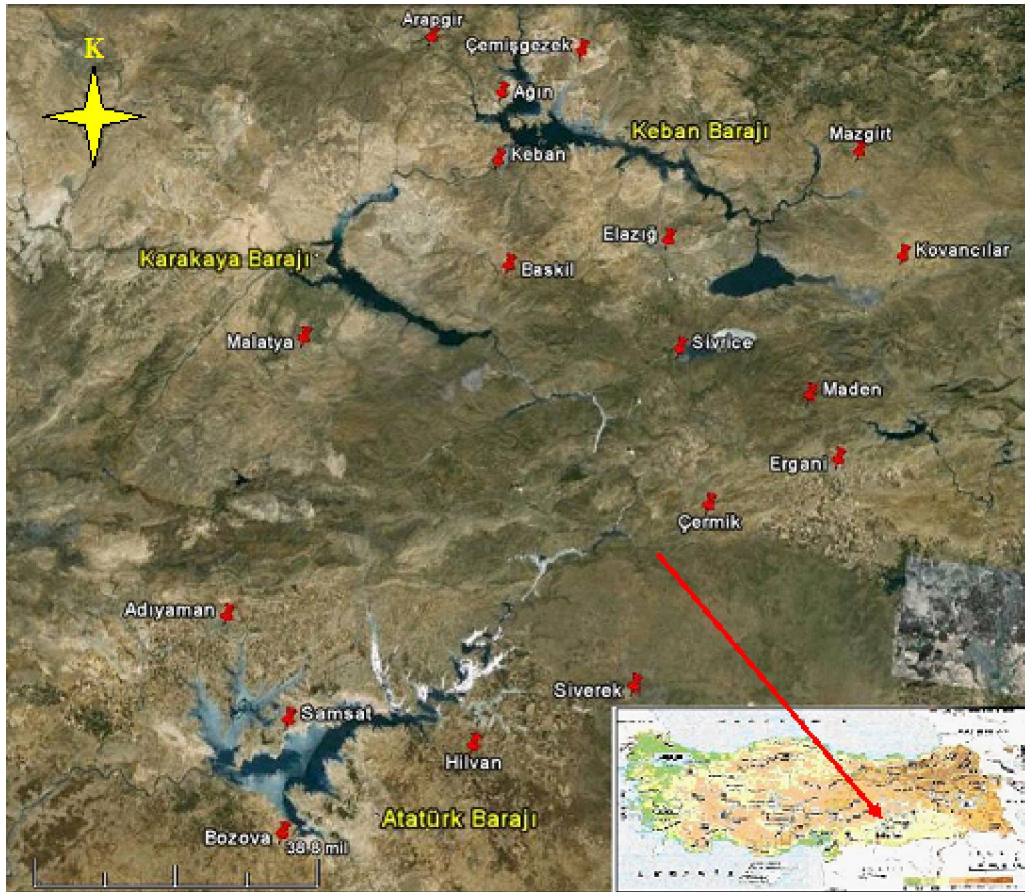 Arapgir
K
Çemişgezek
Ağın
Keban Barajı
Mazgirt
Keban
Elazığ
Karakaya Barajı
Baskil
Kovancılar
Malatya
Sivrice
Maden
Ergani
Çermik
Adıyaman
Siverek
Samsat
Hilvan
Atatürk Barajı
Bozova
38.8 mil